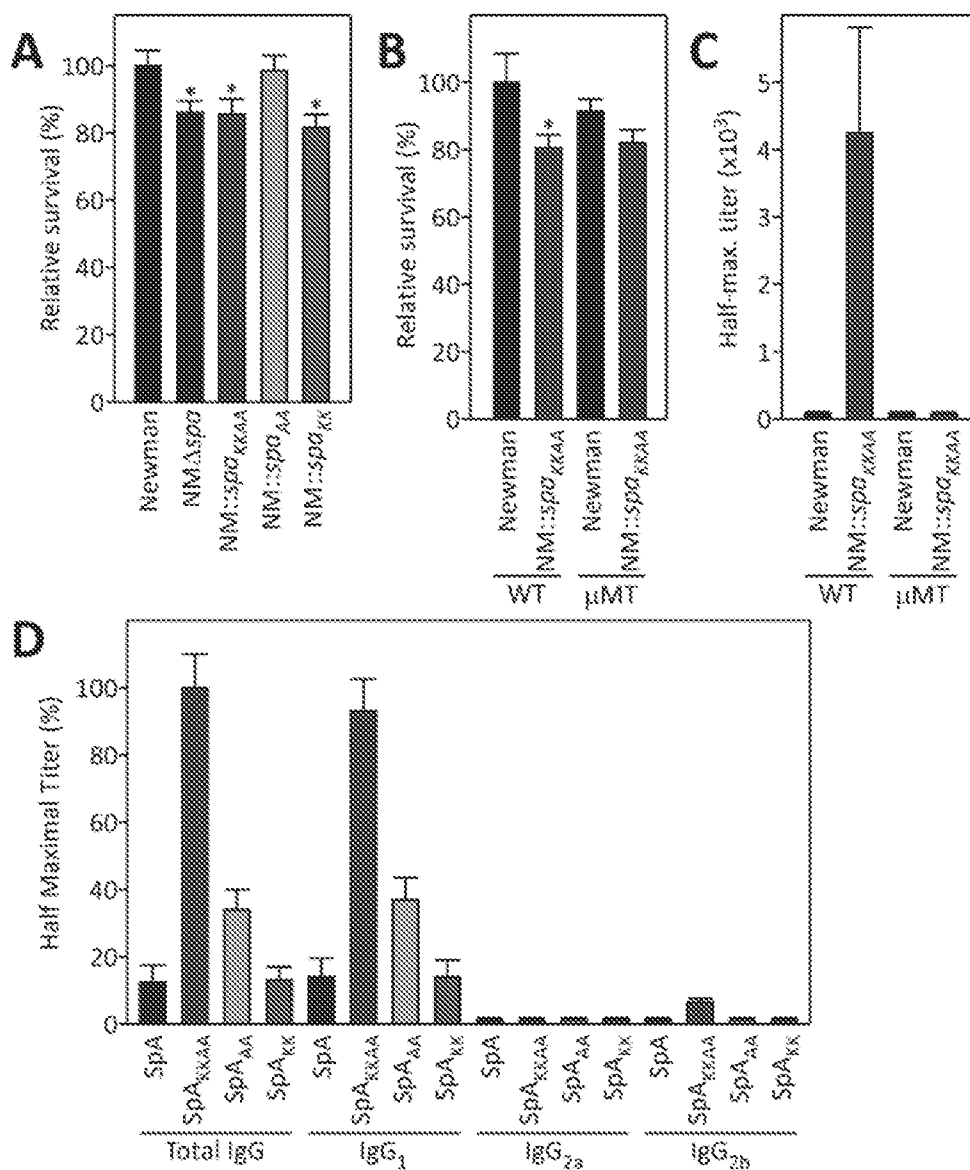 A
Relative survival (%)
100
80
60
40
20
0
*
*
*
Newman
NMΔspa
NM::spaKKAA
NM::spaAA
NM::spaKK
B
Relative survival (%)
100
80
60
40
20
0
*
Newman
NM::spaKKAA
Newman
NM::spaKKAA
WT
μMT
C
Half-max. titer (x10³)
5
4
3
2
1
0
Newman
NM::spaKKAA
Newman
NM::spaKKAA
WT
μMT
D
Half Maximal Titer (%)
100
80
60
40
20
0
SpA
SpAKKAA
SpAAA
SpAKK
SpA
SpAKKAA
SpAAA
SpAKK
SpA
SpAKKAA
SpAAA
SpAKK
SpA
SpAKKAA
SpAAA
SpAKK
Total IgG
IgG1
IgG2a
IgG2b